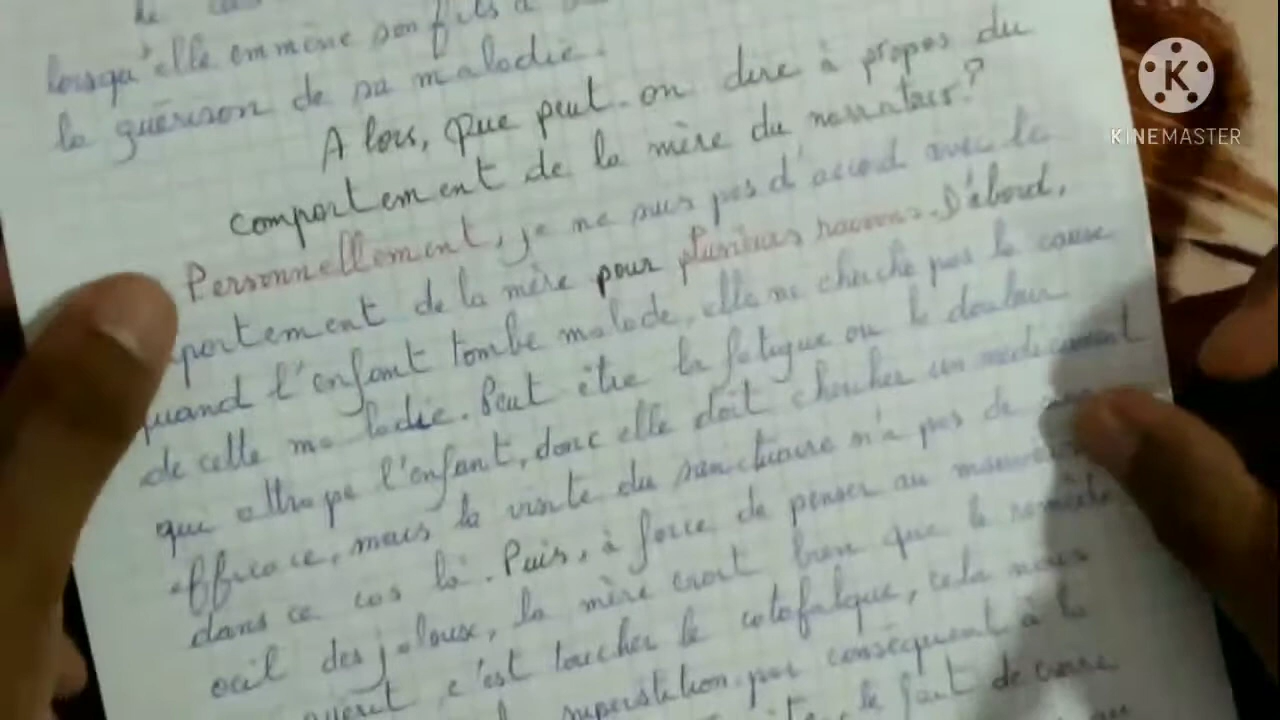 de
lorsqu'elle emmène son fils à
la guérison de sa maladie.
Alors, Que peut-on dire à propos du
comportement de la mère du narrateur?
Personnellement, je ne suis pas d'accord avec le
portement de la mère pour plusieurs raisons. D'abord,
quand l'enfant tombe malade, elle ne cherche pas la cause
de cette maladie. Peut être la fatigue ou la douleur
qui attrape l'enfant, donc elle doit chercher un médicament
efficace, mais la visite du sanctuaire n'a pas de
dans ce cas là. Puis, à force de penser au mauvais
oeil des jaloux, la mère croit bien que le remède
c'est toucher le catafalque, cela nous
superstition. par conséquent à la
le fait de croire
KINEMASTER